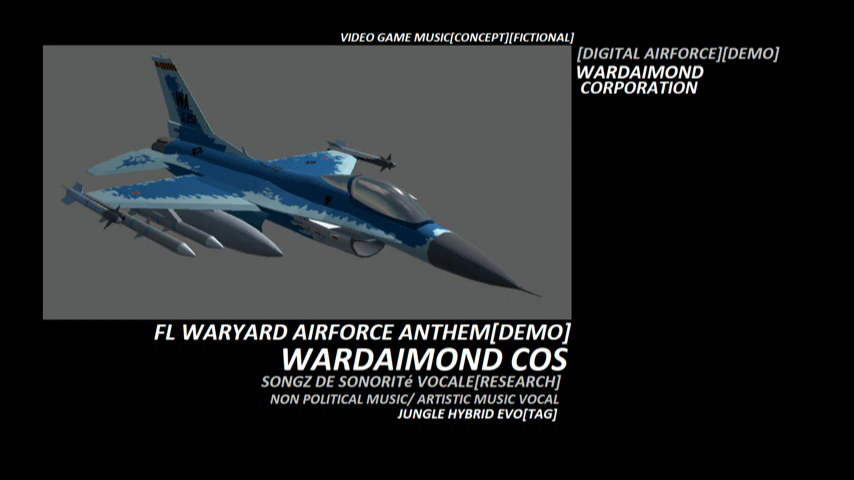 VIDEO GAME MUSIC[CONCEPT][FICTIONAL]
[DIGITAL AIRFORCE][DEMO]
WARDAIMOND
CORPORATION
WA
FL WARYARD AIRFORCE ANTHEM[DEMO]
WARDAIMOND COS
SONGZ DE SONORITé VOCALE[RESEARCH]
NON POLITICAL MUSIC/ ARTISTIC MUSIC VOCAL
JUNGLE HYBRID EVO[TAG]